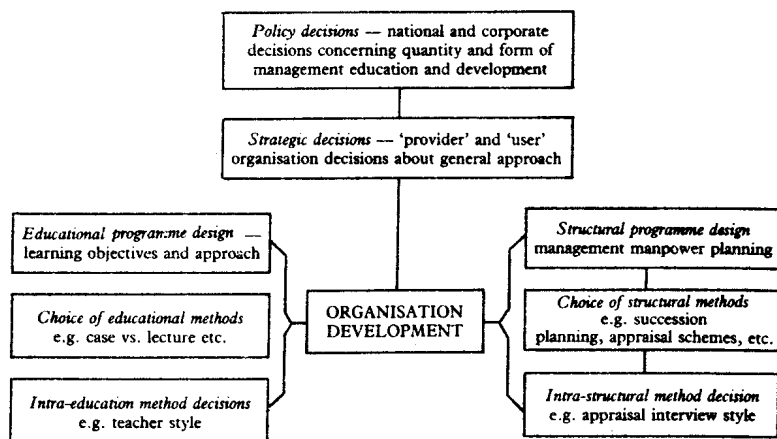 Policy decisions — national and corporate
decisions concerning quantity and form of
management education and development
Strategic decisions — ‘provider’ and ‘user’
organisation decisions about general approach
Educational programme design —
learning objectives and approach
Choice of educational methods
e.g. case vs. lecture etc.
Intra-education method decisions
e.g. teacher style
ORGANISATION
DEVELOPMENT
Structural programme design
management manpower planning
Choice of structural methods
e.g. succession
planning, appraisal schemes, etc.
Intra-structural method decision
e.g. appraisal interview style